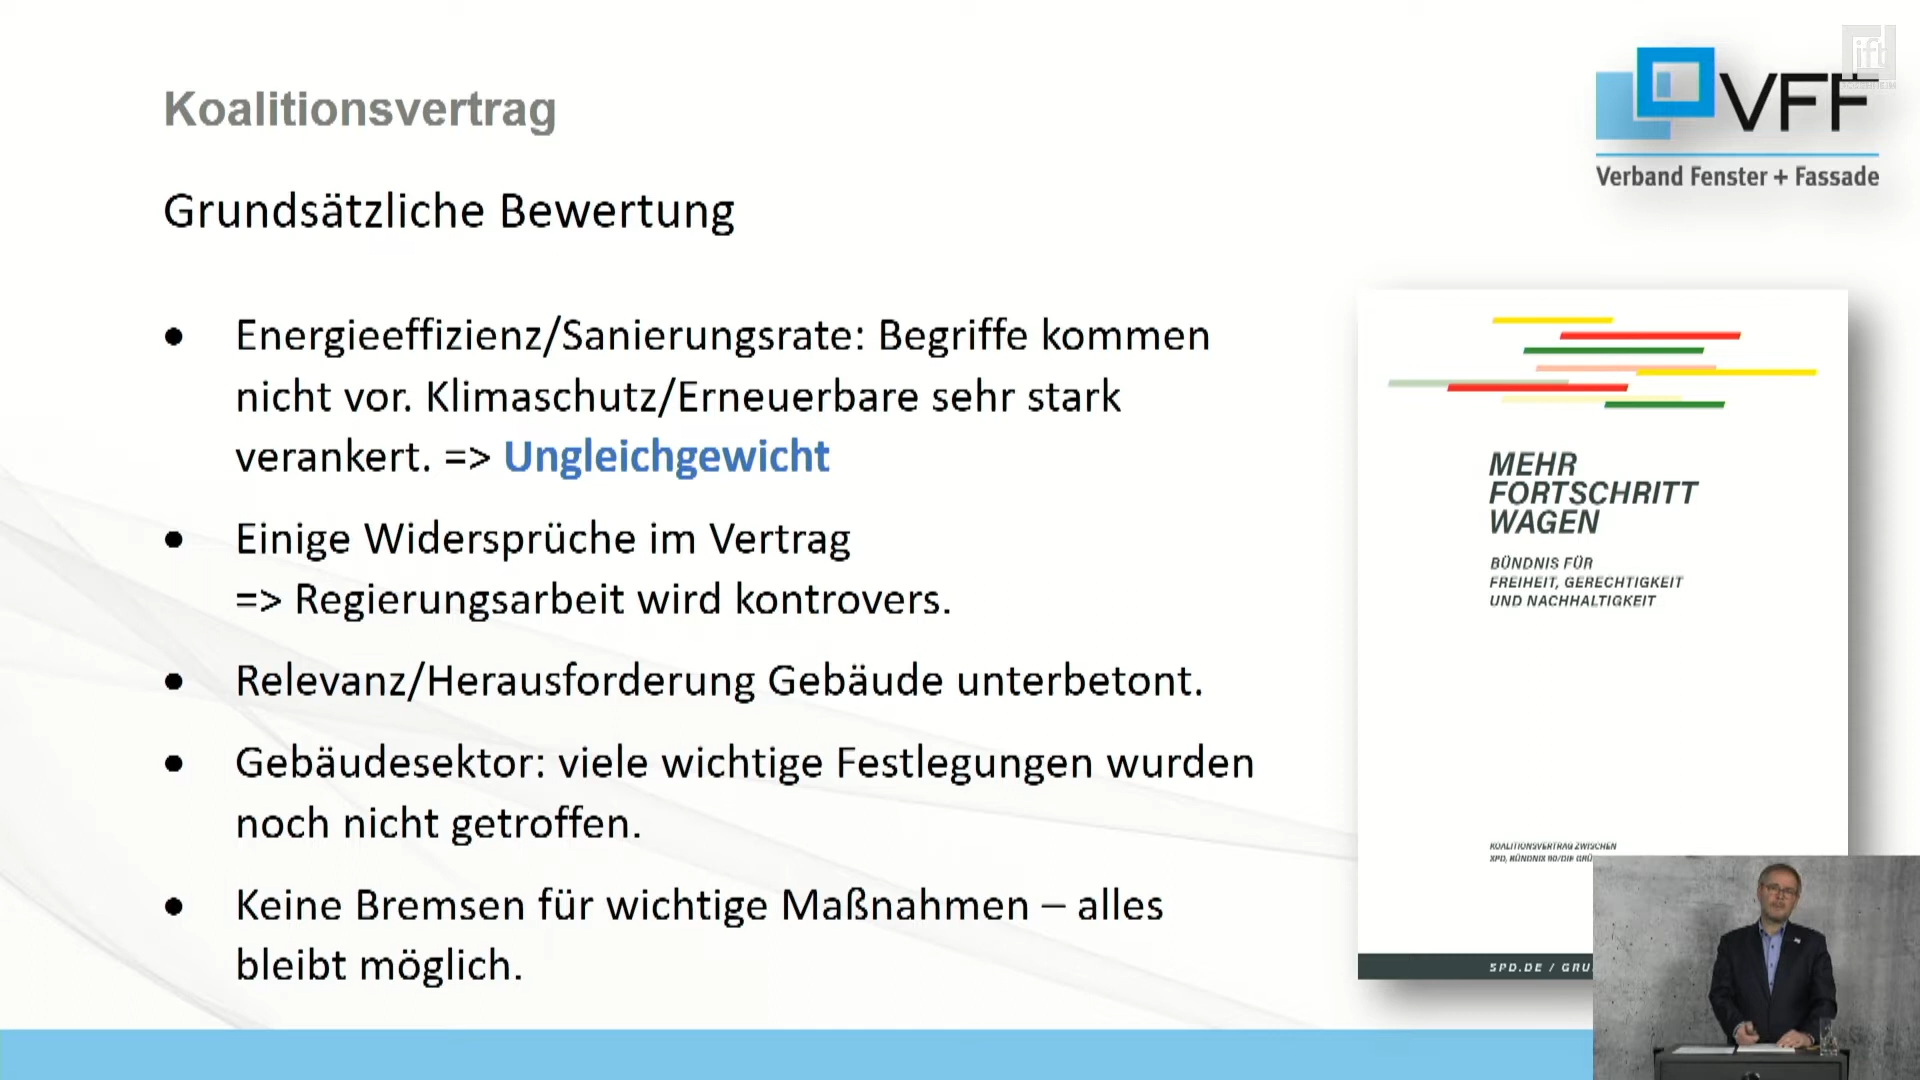 Koalitionsvertrag
Grundsätzliche Bewertung
• Energieeffizienz/Sanierungsrate: Begriffe kommen
nicht vor. Klimaschutz/Erneuerbare sehr stark
verankert. => Ungleichgewicht
• Einige Widersprüche im Vertrag
=> Regierungsarbeit wird kontrovers.
• Relevanz/Herausforderung Gebäude unterbetont.
• Gebäudesektor: viele wichtige Festlegungen wurden
noch nicht getroffen.
• Keine Bremsen für wichtige Maßnahmen – alles
bleibt möglich.
ift
VFF
Verband Fenster + Fassade
MEHR
FORTSCHRITT
WAGEN
BÜNDNIS FÜR
FREIHEIT, GERECHTIGKEIT
UND NACHHALTIGKEIT
KOALITIONSVERTRAG ZWISCHEN
SPD, BÜNDNIS 90/DIE GRÜ
SPD.DE / GRU